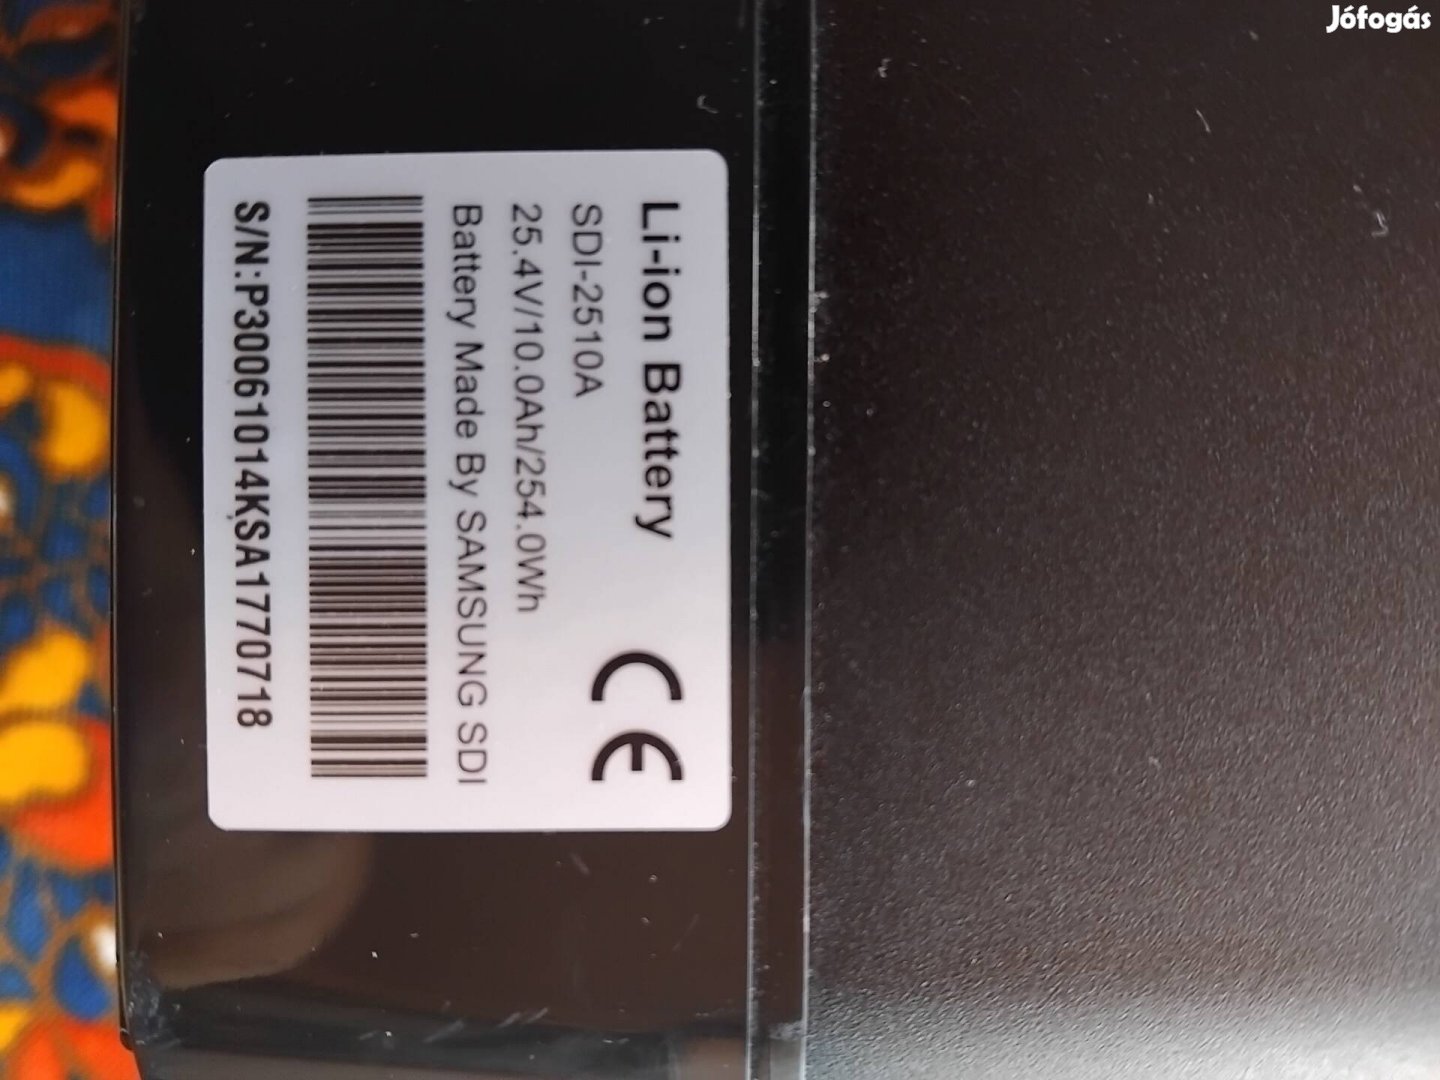 Jófogás
Li-ion Battery
SDI-2510A
25.4V/10.0Ah/254.0Wh
Battery Made By SAMSUNG SDI
CE
S/N:P30061014KSA1770718